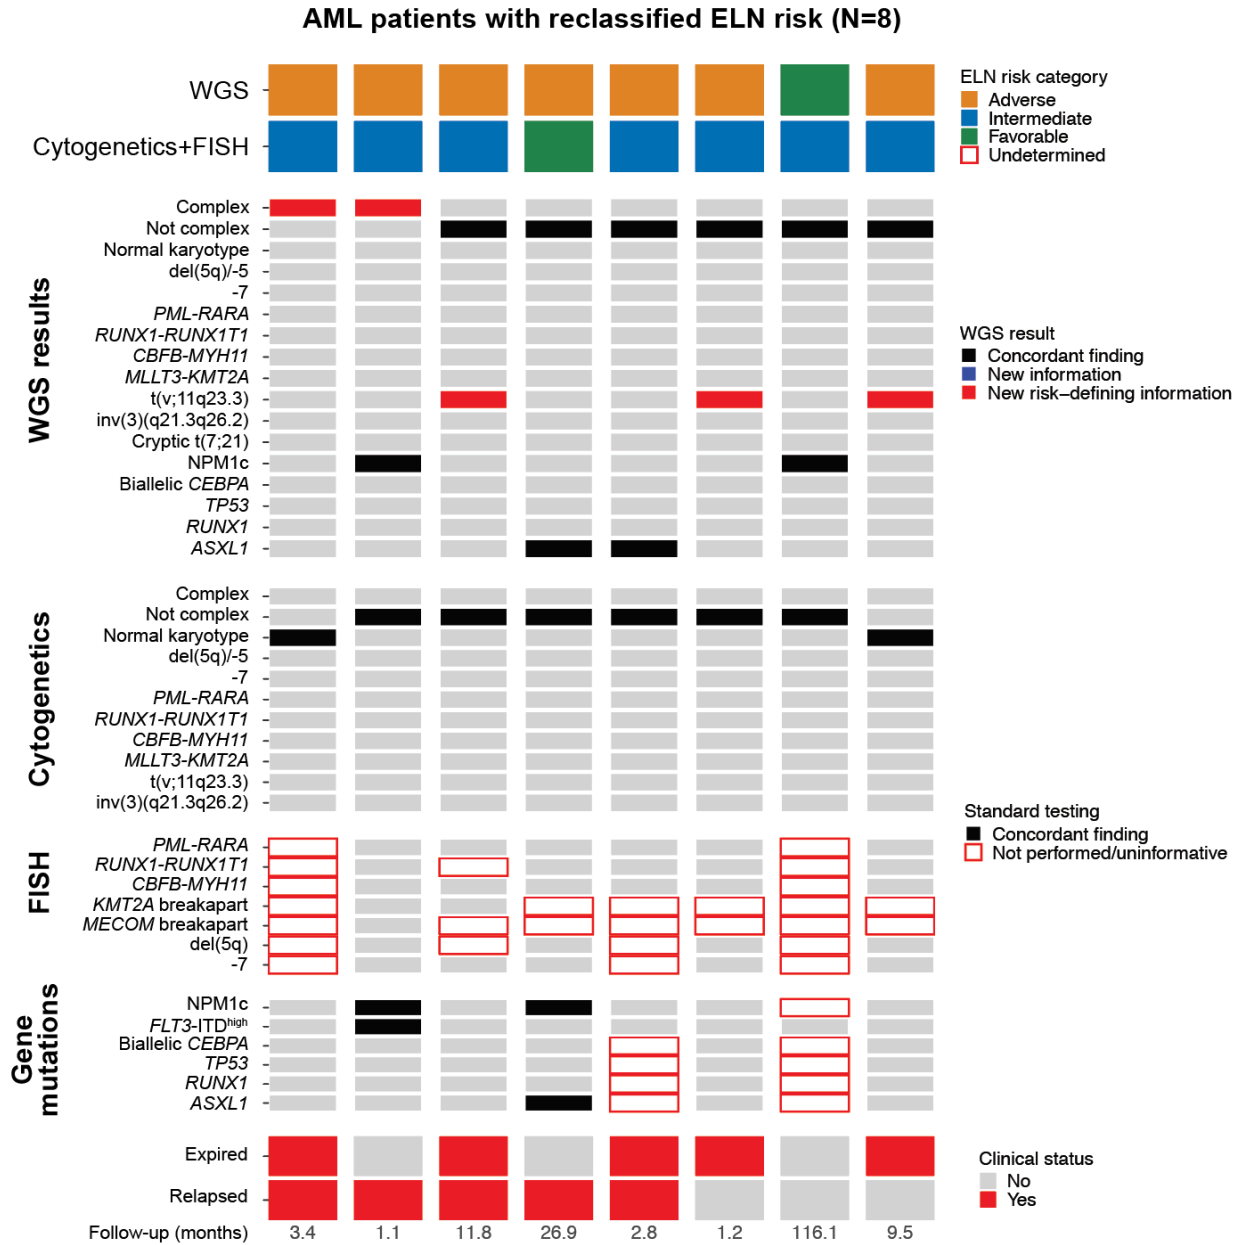 AML patients with reclassified ELN risk (N=8)
WGS
Cytogenetics+FISH
ELN risk category
Adverse
Intermediate
Favorable
Undetermined
WGS results
Complex
Not complex
Normal karyotype
del(5q)/-5
-7
PML-RARA
RUNX1-RUNX1T1
CBFB-MYH11
MLLT3-KMT2A
t(v;11q23.3)
inv(3)(q21.3q26.2)
Cryptic t(7;21)
NPM1c
Biallelic CEBPA
TP53
RUNX1
ASXL1
WGS result
Concordant finding
New information
New risk–defining information
Cytogenetics
Complex
Not complex
Normal karyotype
del(5q)/-5
-7
PML-RARA
RUNX1-RUNX1T1
CBFB-MYH11
MLLT3-KMT2A
t(v;11q23.3)
inv(3)(q21.3q26.2)
Standard testing
Concordant finding
Not performed/uninformative
FISH
PML-RARA
RUNX1-RUNX1T1
CBFB-MYH11
KMT2A breakapart
MECOM breakapart
del(5q)
-7
Gene
mutations
NPM1c
FLT3-ITDhigh
Biallelic CEBPA
TP53
RUNX1
ASXL1
Expired
Relapsed
Clinical status
No
Yes
Follow-up (months) 3.4 1.1 11.8 26.9 2.8 1.2 116.1 9.5